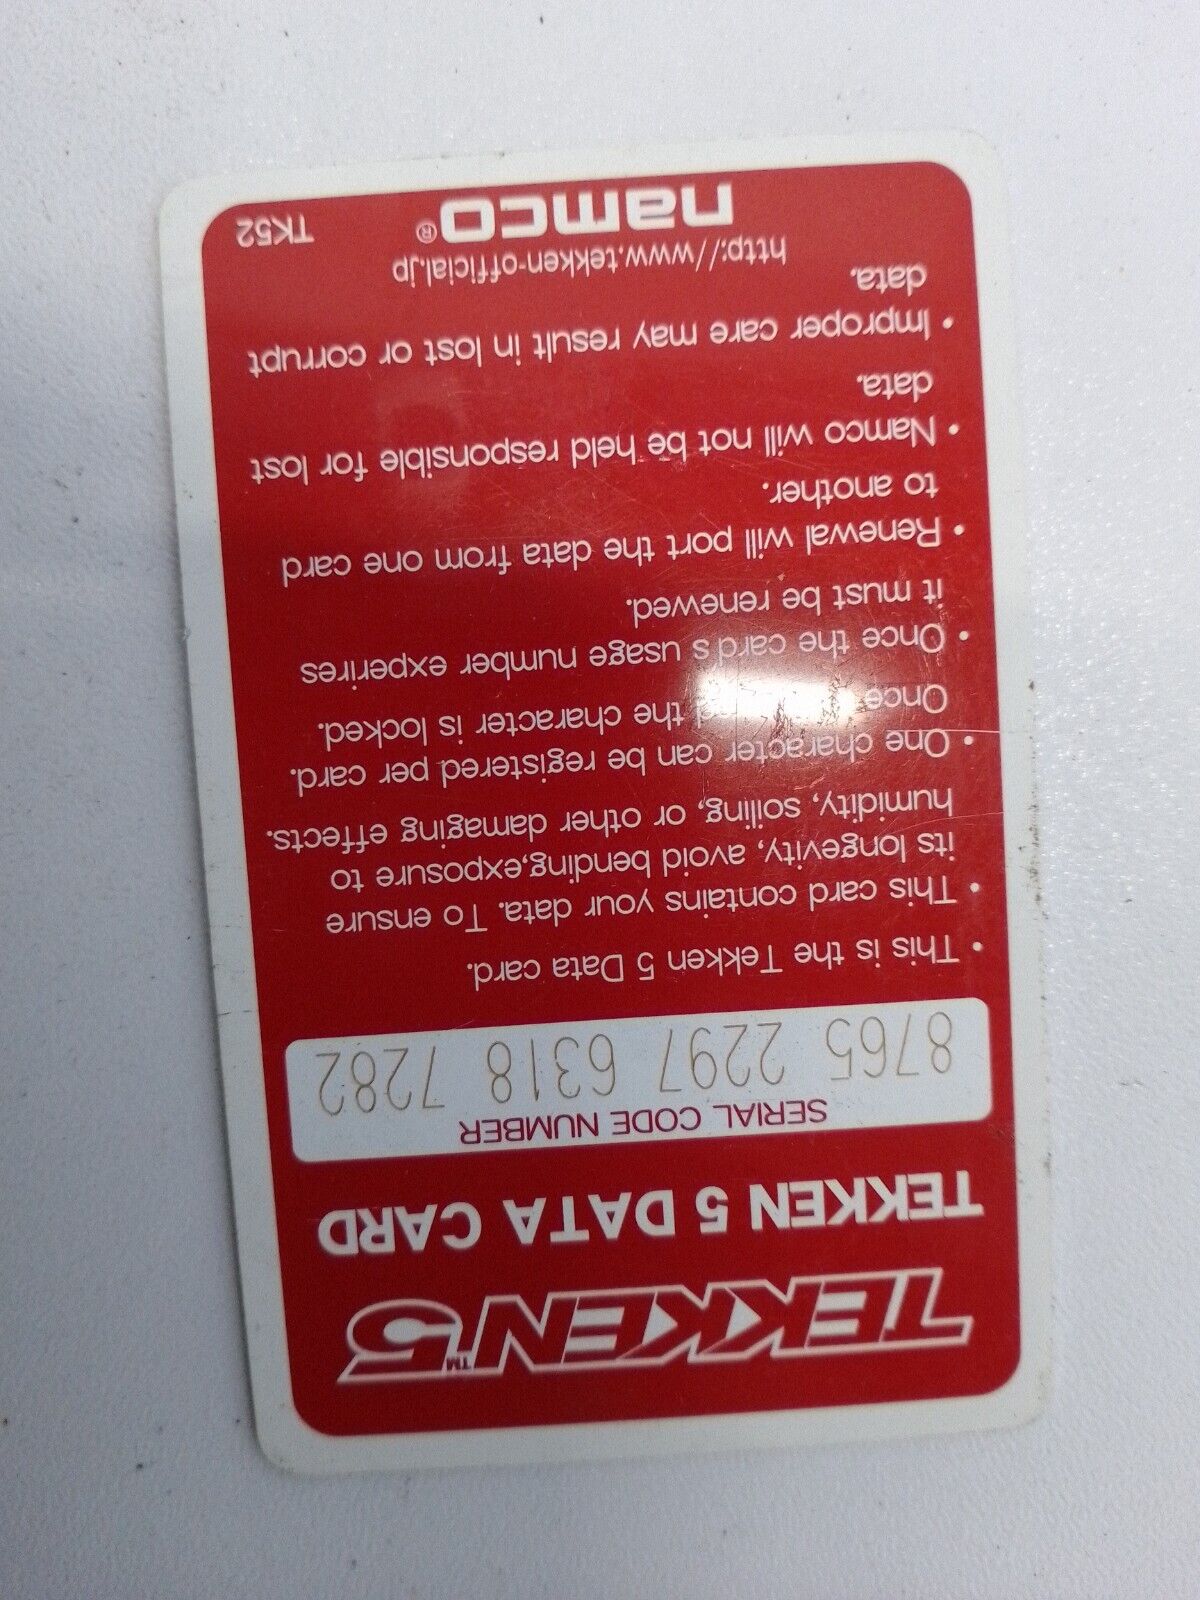 TEKKEN5™
TEKKEN 5 DATA CARD
SERIAL CODE NUMBER
8765 2297 6318 7282
• This is the Tekken 5 Data card.
• This card contains your data. To ensure
its longevity, avoid bending,exposure to
humidity, soiling, or other damaging effects.
• One character can be registered per card.
Once the character is locked.
• Once the card's usage number experires
it must be renewed.
• Renewal will port the data from one card
to another.
• Namco will not be held responsible for lost
data.
• Improper care may result in lost or corrupt
data.
http://www.tekken-official.jp
namco® TK52